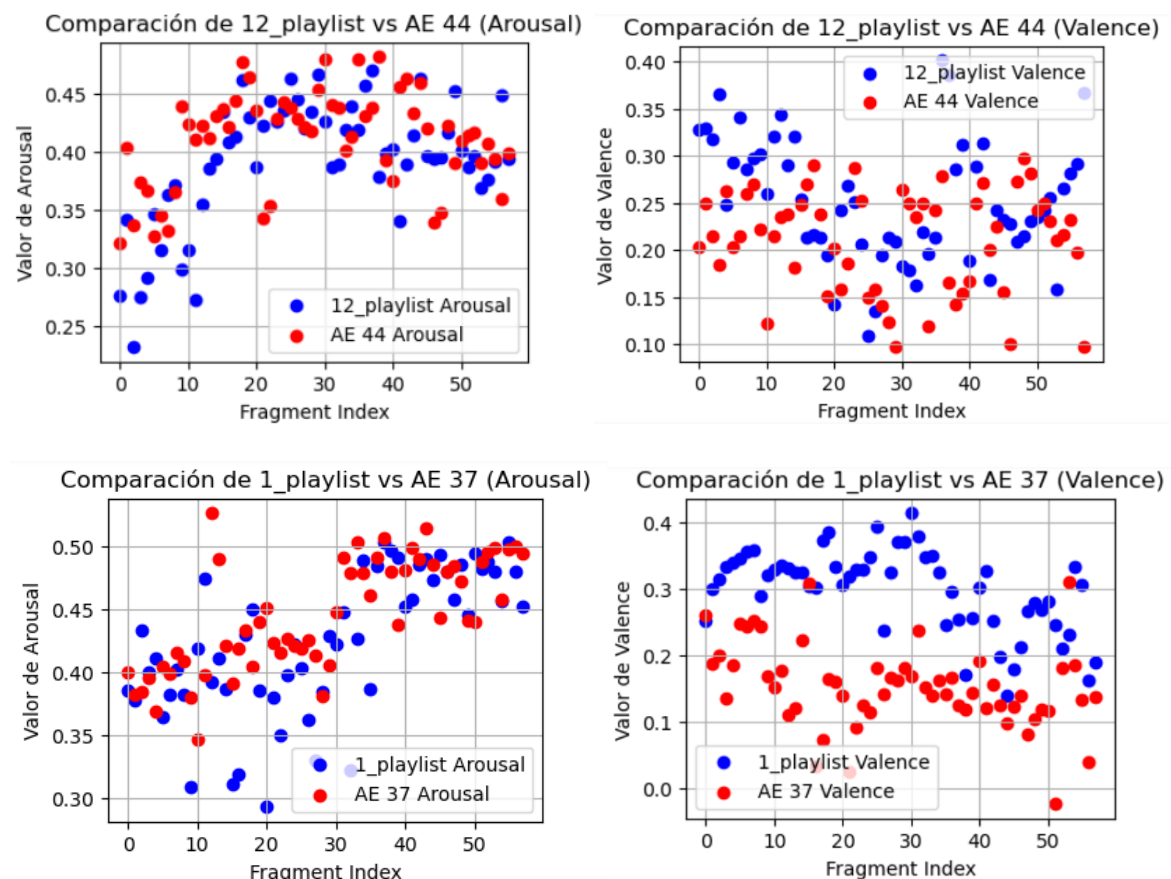 Comparación de 12_playlist vs AE 44 (Arousal)
Valor de Arousal
0.45
0.40
0.35
0.30
0.25
12_playlist Arousal
AE 44 Arousal
0 10 20 30 40 50
Fragment Index
Comparación de 12_playlist vs AE 44 (Valence)
Valor de Valence
0.40
0.35
0.30
0.25
0.20
0.15
0.10
12_playlist Valence
AE 44 Valence
0 10 20 30 40 50
Fragment Index
Comparación de 1_playlist vs AE 37 (Arousal)
Valor de Arousal
0.50
0.45
0.40
0.35
0.30
1_playlist Arousal
AE 37 Arousal
0 10 20 30 40 50
Fragment Index
Comparación de 1_playlist vs AE 37 (Valence)
Valor de Valence
0.4
0.3
0.2
0.1
0.0
1_playlist Valence
AE 37 Valence
0 10 20 30 40 50
Fragment Index